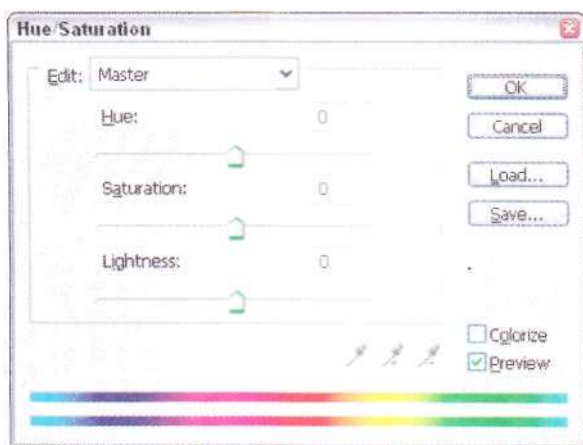 Hue/Saturation
Edit: Master
OK
Hue: 0
Cancel
Load...
Saturation: 0
Save...
Lightness: 0
Colorize
Preview